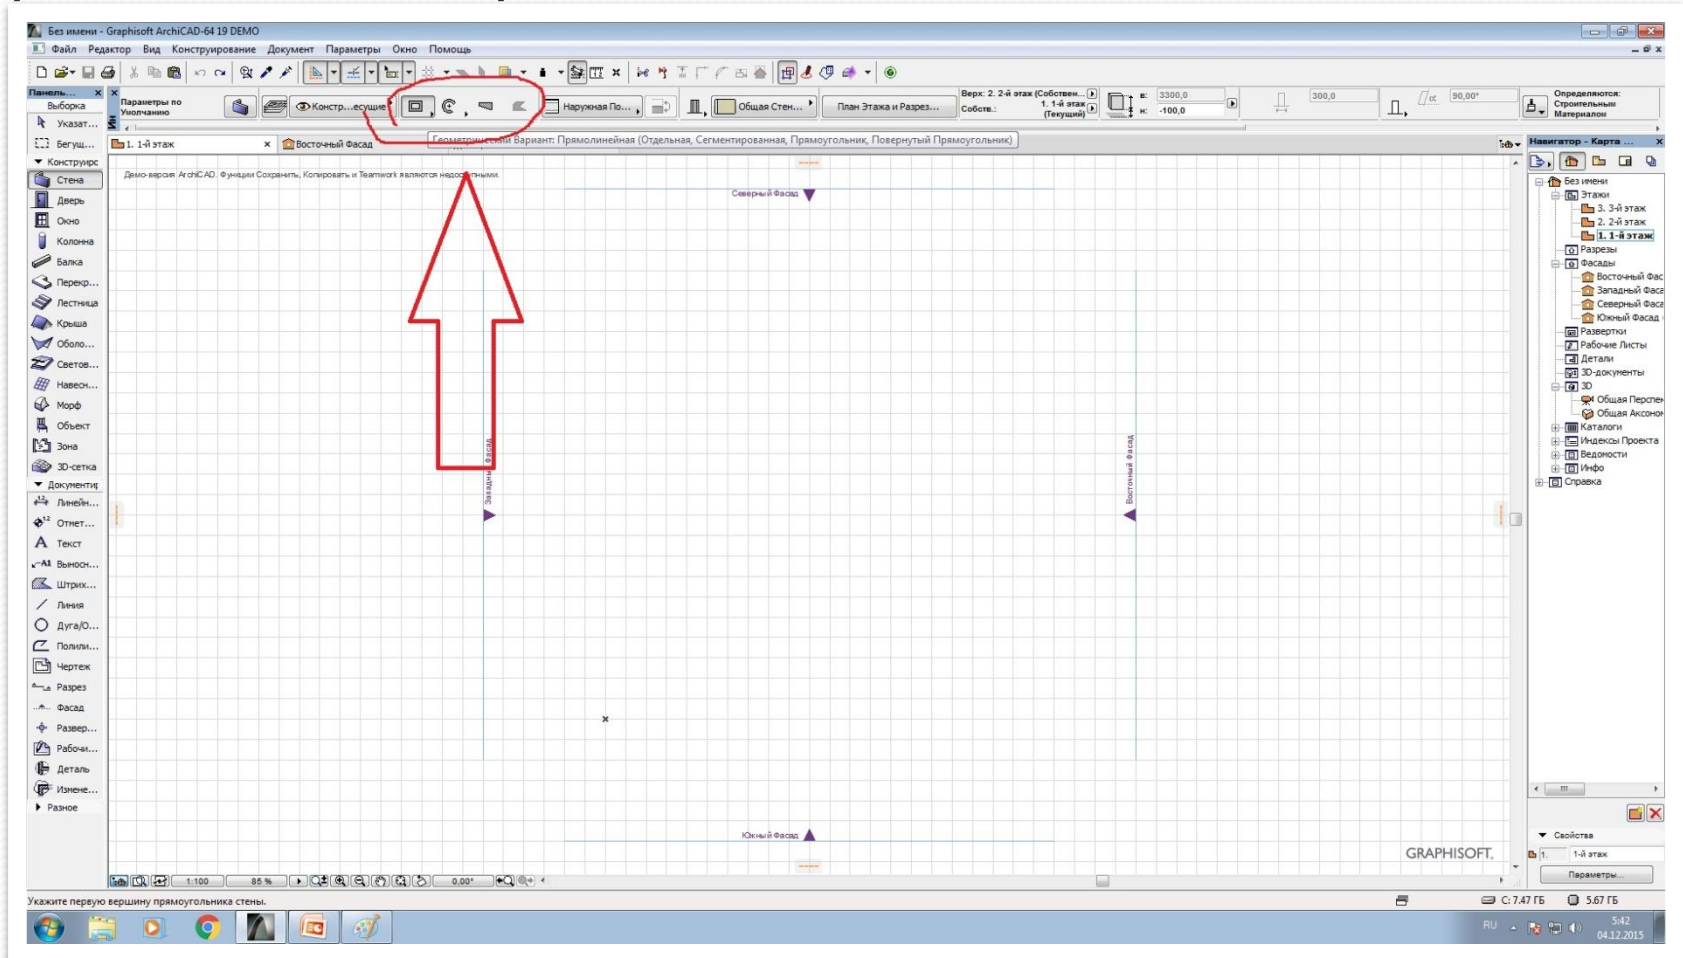 Без имени - Graphisoft ArchiCAD-64 19 DEMO
Файл Редактор Вид Конструирование Документ Параметры Окно Помощь
Панель...
Выборка
Указат...
Бегущ...
Конструирс
Стена
Дверь
Окно
Колонна
Балка
Перекр...
Лестница
Крыша
Оболо...
Светов...
Навесн...
Морф
Объект
Зона
3D-сетка
Документир
Линейн...
Отмет...
Текст
Выносн...
Штрих...
Линия
Дуга/О...
Полили...
Чертеж
Разрез
Фасад
Развер...
Рабочи...
Деталь
Измене...
Разное
Параметры по
Умолчанию
Констр...есущие
Наружная По...
Общая Стен...
План Этажа и Разрез...
Верх: 2. 2-й этаж (Собствен...
Собств.: 1. 1-й этаж
(Текущий)
в: 3300,0
н: -100,0
300,0
α 90,00°
Определяются:
Строительным
Материалом
1. 1-й этаж
Восточный Фасад
Геометрический Вариант: Прямолинейная (Отдельная, Сегментированная, Прямоугольник, Повернутый Прямоугольник)
Демо-версия ArchiCAD. Функции Сохранить, Копировать и Teamwork являются недоступными.
Северный Фасад
Западный Фасад
Восточный Фасад
Южный Фасад
GRAPHISOFT.
Навигатор - Карта ...
Без имени
Этажи
3. 3-й этаж
2. 2-й этаж
1. 1-й этаж
Разрезы
Фасады
Восточный Фас
Западный Фаса
Северный Фаса
Южный Фасад
Развертки
Рабочие Листы
Детали
3D-документы
3D
Общая Перспек
Общая Аксоно
Каталоги
Индексы Проекта
Ведомости
Инфо
Справка
Свойства
1. 1-й этаж
Параметры...
1:100 85 % 0,00°
Укажите первую вершину прямоугольника стены.
C: 7.47 ГБ 5.67 ГБ
RU
5:42
04.12.2015